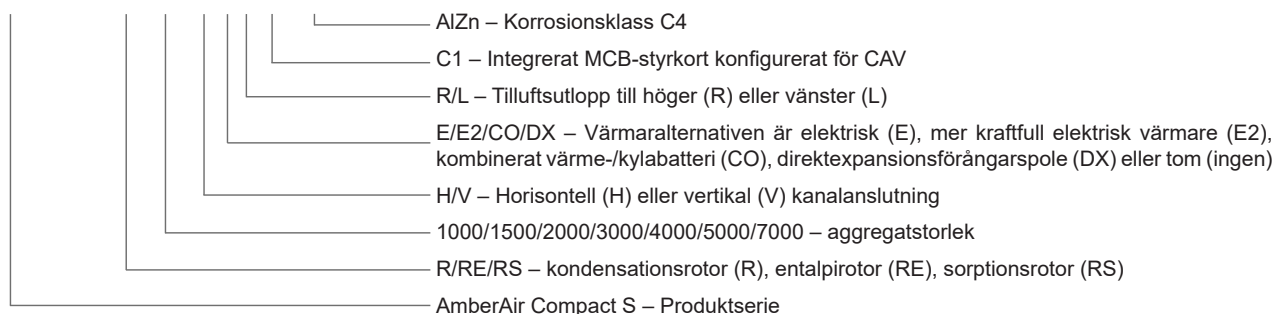 AlZn – Korrosionsklass C4
C1 – Integrerat MCB-styrkort konfigurerat för CAV
R/L – Tilluftsutlopp till höger (R) eller vänster (L)
E/E2/CO/DX – Värmaralternativen är elektrisk (E), mer kraftfull elektrisk värmare (E2),
kombinerat värme-/kylabatteri (CO), direktexpansionsförångarspole (DX) eller tom (ingen)
H/V – Horisontell (H) eller vertikal (V) kanalanslutning
1000/1500/2000/3000/4000/5000/7000 – aggregatstorlek
R/RE/RS – kondensationsrotor (R), entalpirotor (RE), sorptionsrotor (RS)
AmberAir Compact S – Produktserie